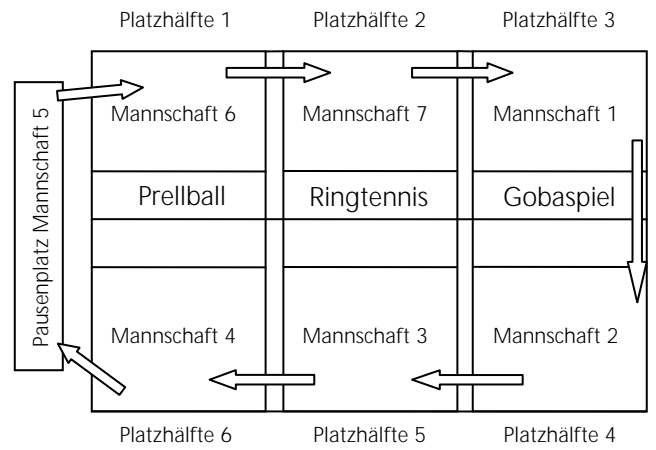 Platzhälfte 1 Platzhälfte 2 Platzhälfte 3
Pausenplatz Mannschaft 5
Mannschaft 6 Mannschaft 7 Mannschaft 1
Prellball Ringtennis Gobaspiel
Mannschaft 4 Mannschaft 3 Mannschaft 2
Platzhälfte 6 Platzhälfte 5 Platzhälfte 4